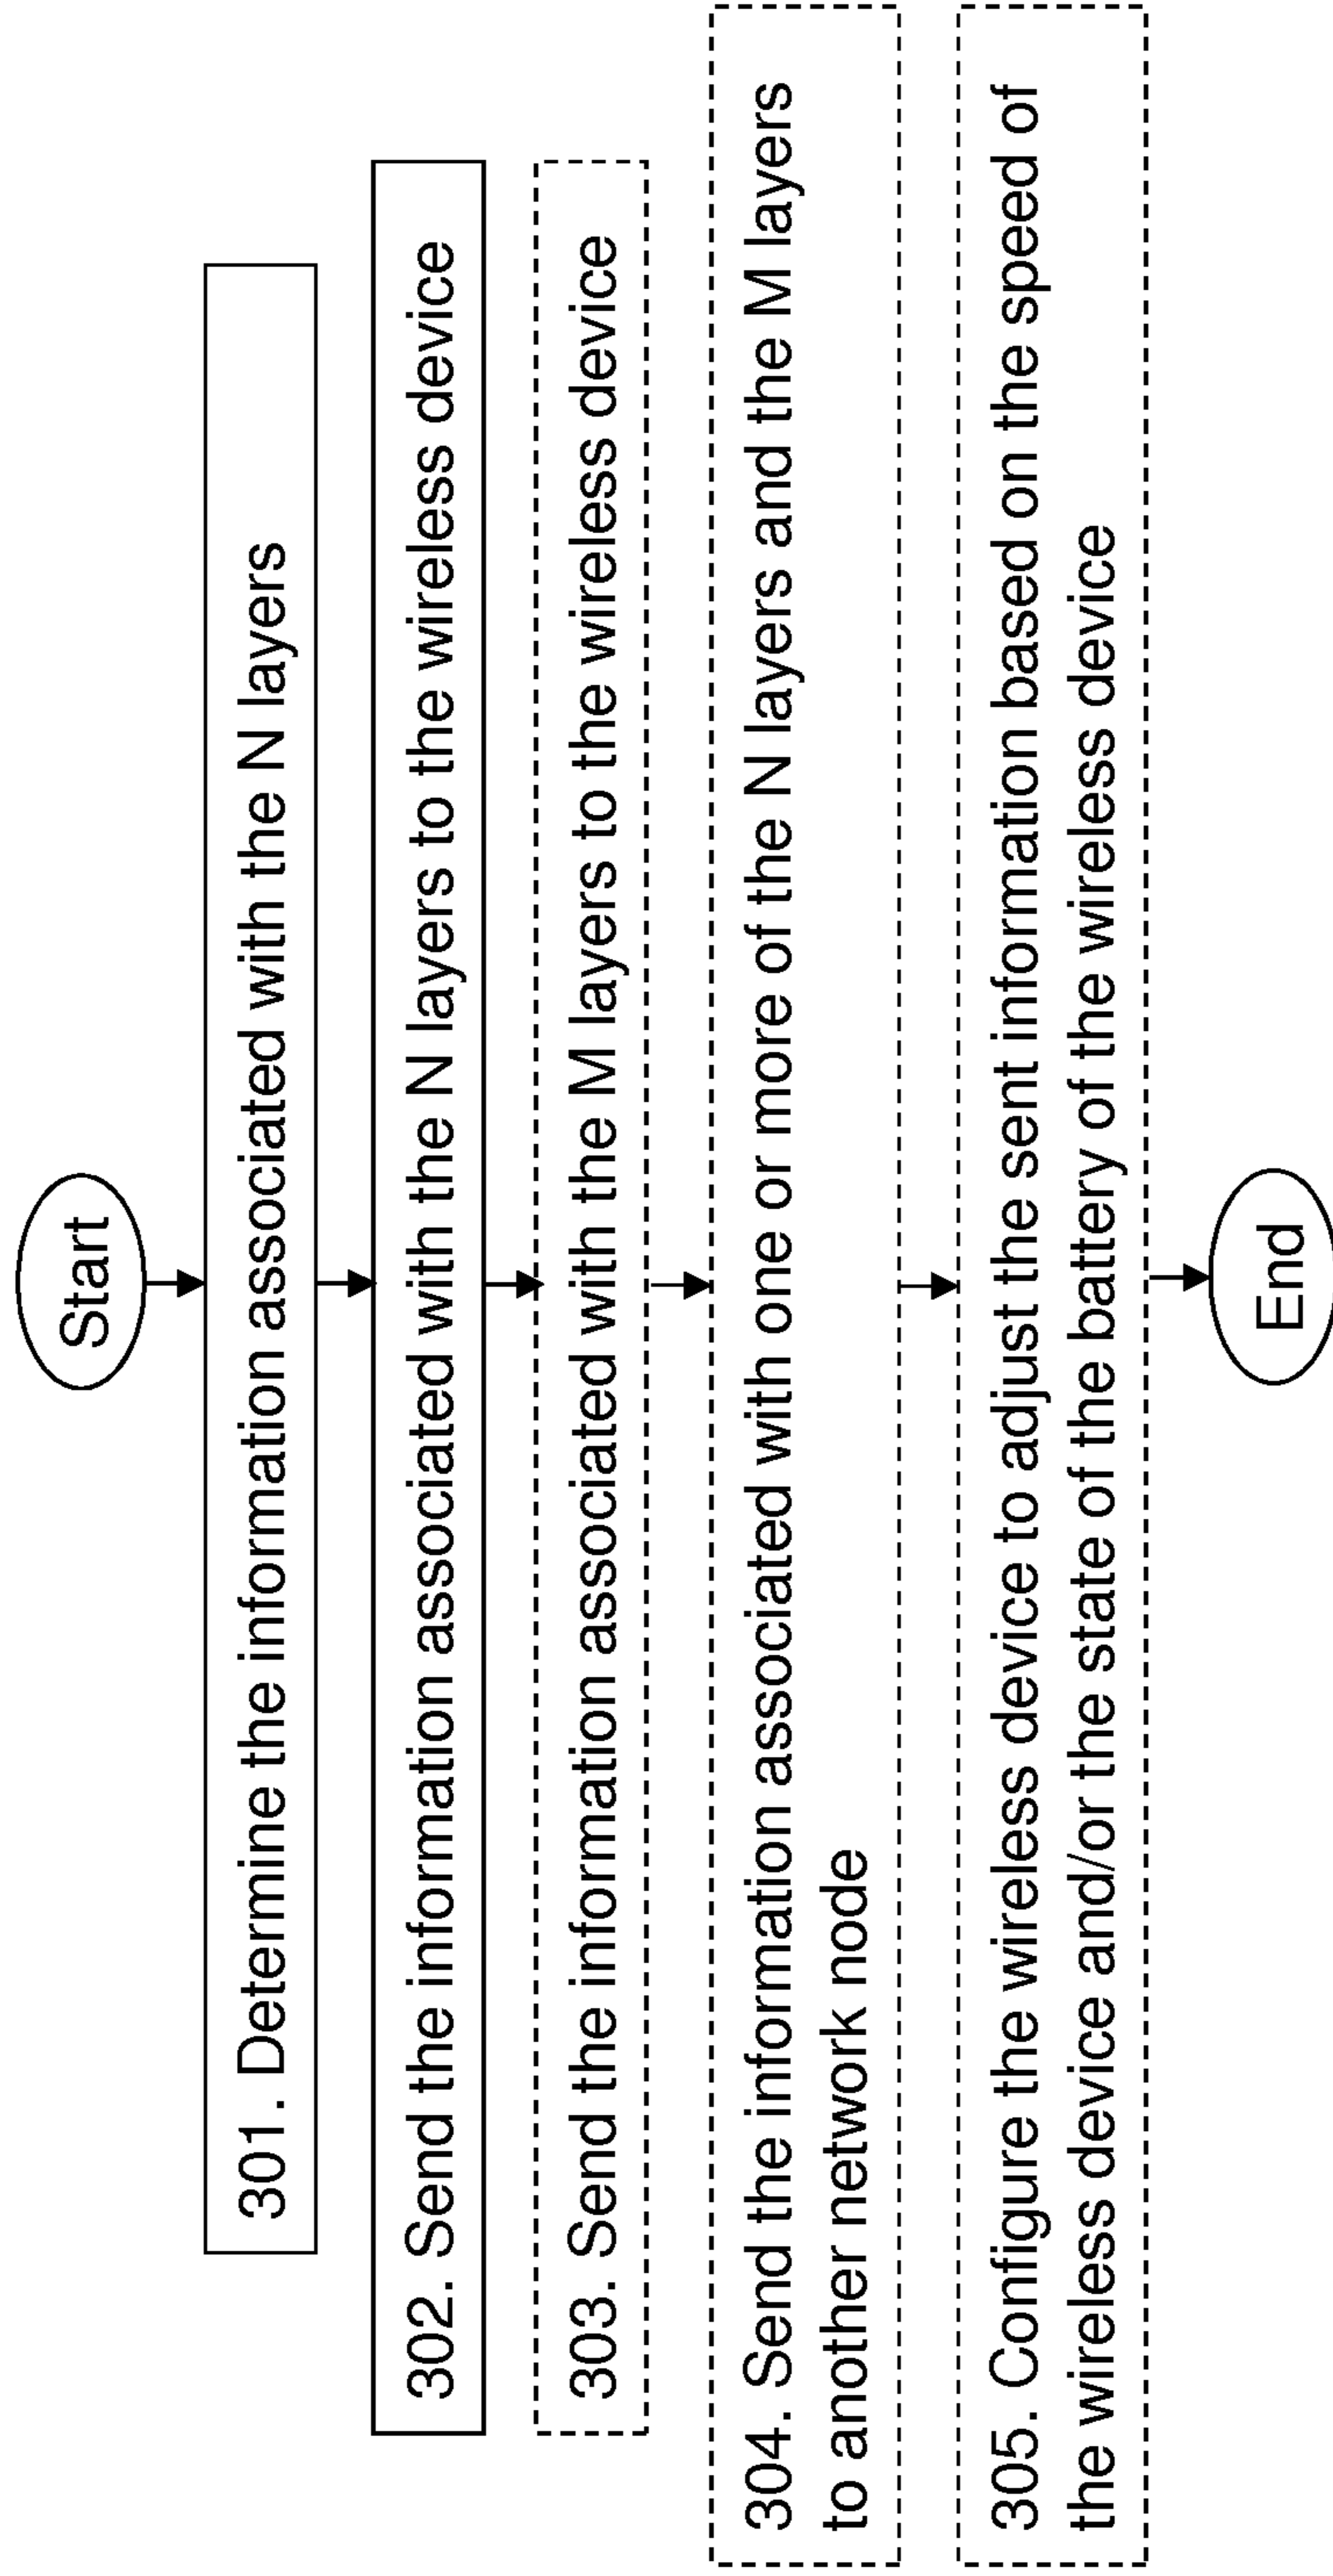 Start
301. Determine the information associated with the N layers
302. Send the information associated with the N layers to the wireless device
303. Send the information associated with the M layers to the wireless device
304. Send the information associated with one or more of the N layers and the M layers
to another network node
305. Configure the wireless device to adjust the sent information based on the speed of
the wireless device and/or the state of the battery of the wireless device
End